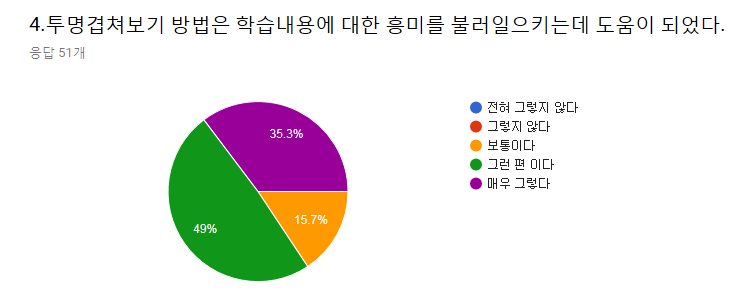 4.투명겹쳐보기 방법은 학습내용에 대한 흥미를 불러일으키는데 도움이 되었다.
응답 51개
35.3%
15.7%
49%
전혀 그렇지 않다
그렇지 않다
보통이다
그런 편 이다
매우 그렇다